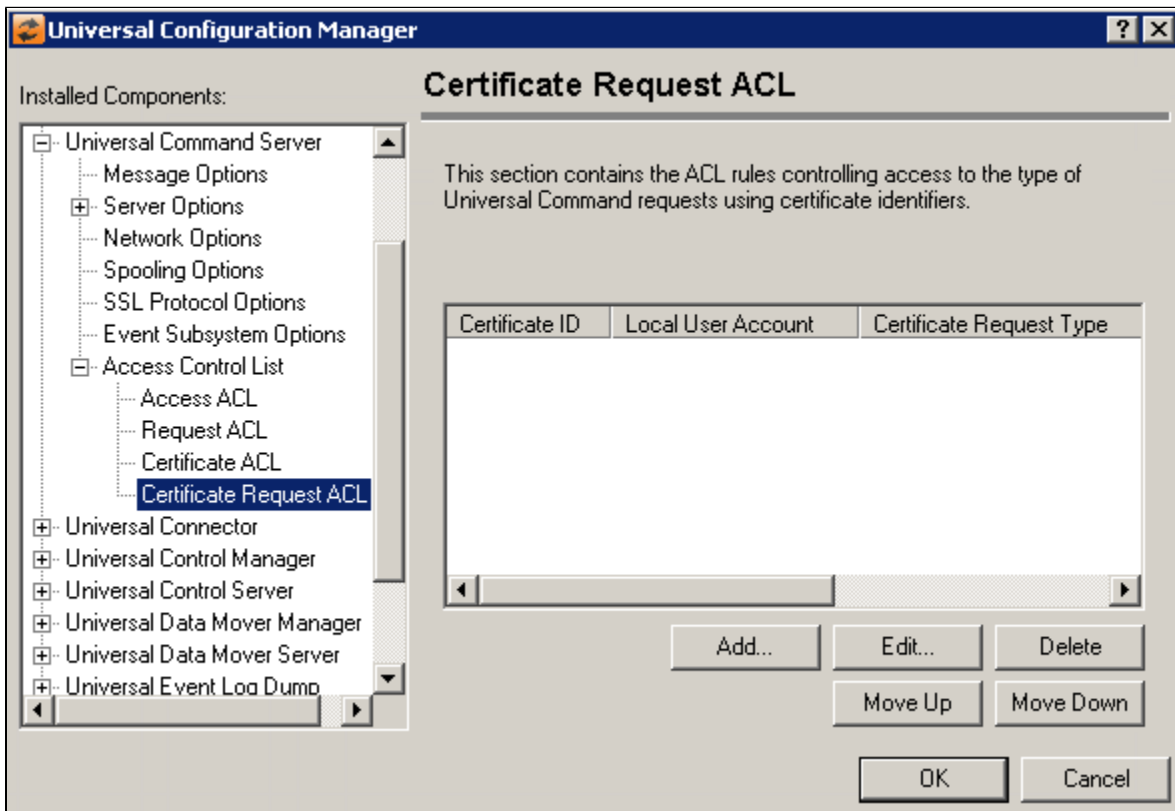 Universal Configuration Manager
Installed Components:
Universal Command Server
Message Options
Server Options
Network Options
Spooling Options
SSL Protocol Options
Event Subsystem Options
Access Control List
Access ACL
Request ACL
Certificate ACL
Certificate Request ACL
Universal Connector
Universal Control Manager
Universal Control Server
Universal Data Mover Manager
Universal Data Mover Server
Universal Event Log Dump
Certificate Request ACL
This section contains the ACL rules controlling access to the type of
Universal Command requests using certificate identifiers.
Certificate ID Local User Account Certificate Request Type
Add... Edit... Delete
Move Up Move Down
OK Cancel